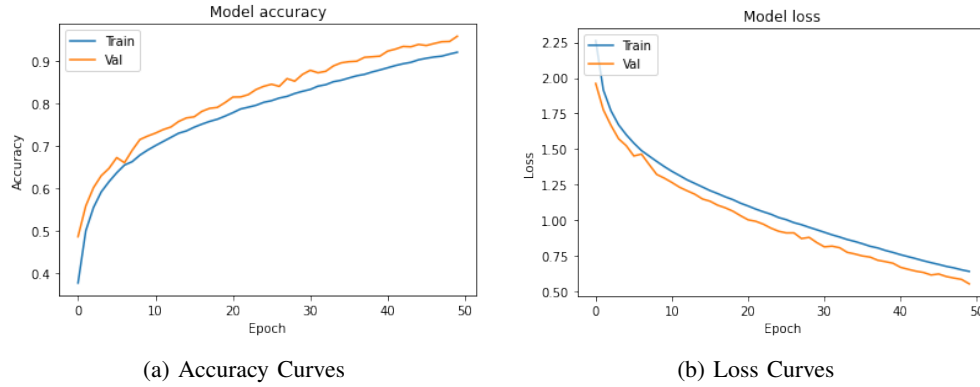 Model accuracy
Train
Val
0.9
0.8
0.7
0.6
0.5
0.4
Accuracy
0 10 20 30 40 50
Epoch
(a) Accuracy Curves
Model loss
Train
Val
2.25
2.00
1.75
1.50
1.25
1.00
0.75
0.50
Loss
0 10 20 30 40 50
Epoch
(b) Loss Curves